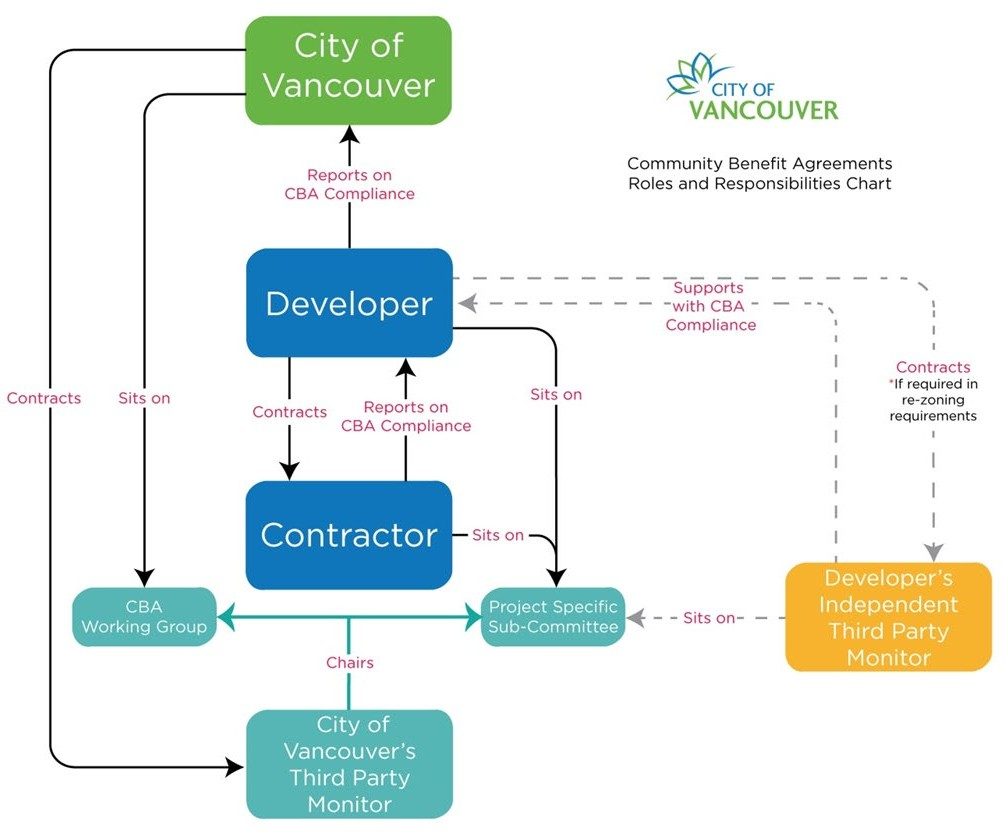 City of
Vancouver
CITY OF
VANCOUVER
Community Benefit Agreements
Roles and Responsibilities Chart
Reports on
CBA Compliance
Developer
Supports
with CBA
Compliance
Contracts
*If required in
re-zoning
requirements
Contracts
Sits on
Contracts
Reports on
CBA Compliance
Sits on
Contractor
Sits on
CBA
Working Group
Project Specific
Sub-Committee
Sits on
Developer's
Independent
Third Party
Monitor
Chairs
City of
Vancouver's
Third Party
Monitor